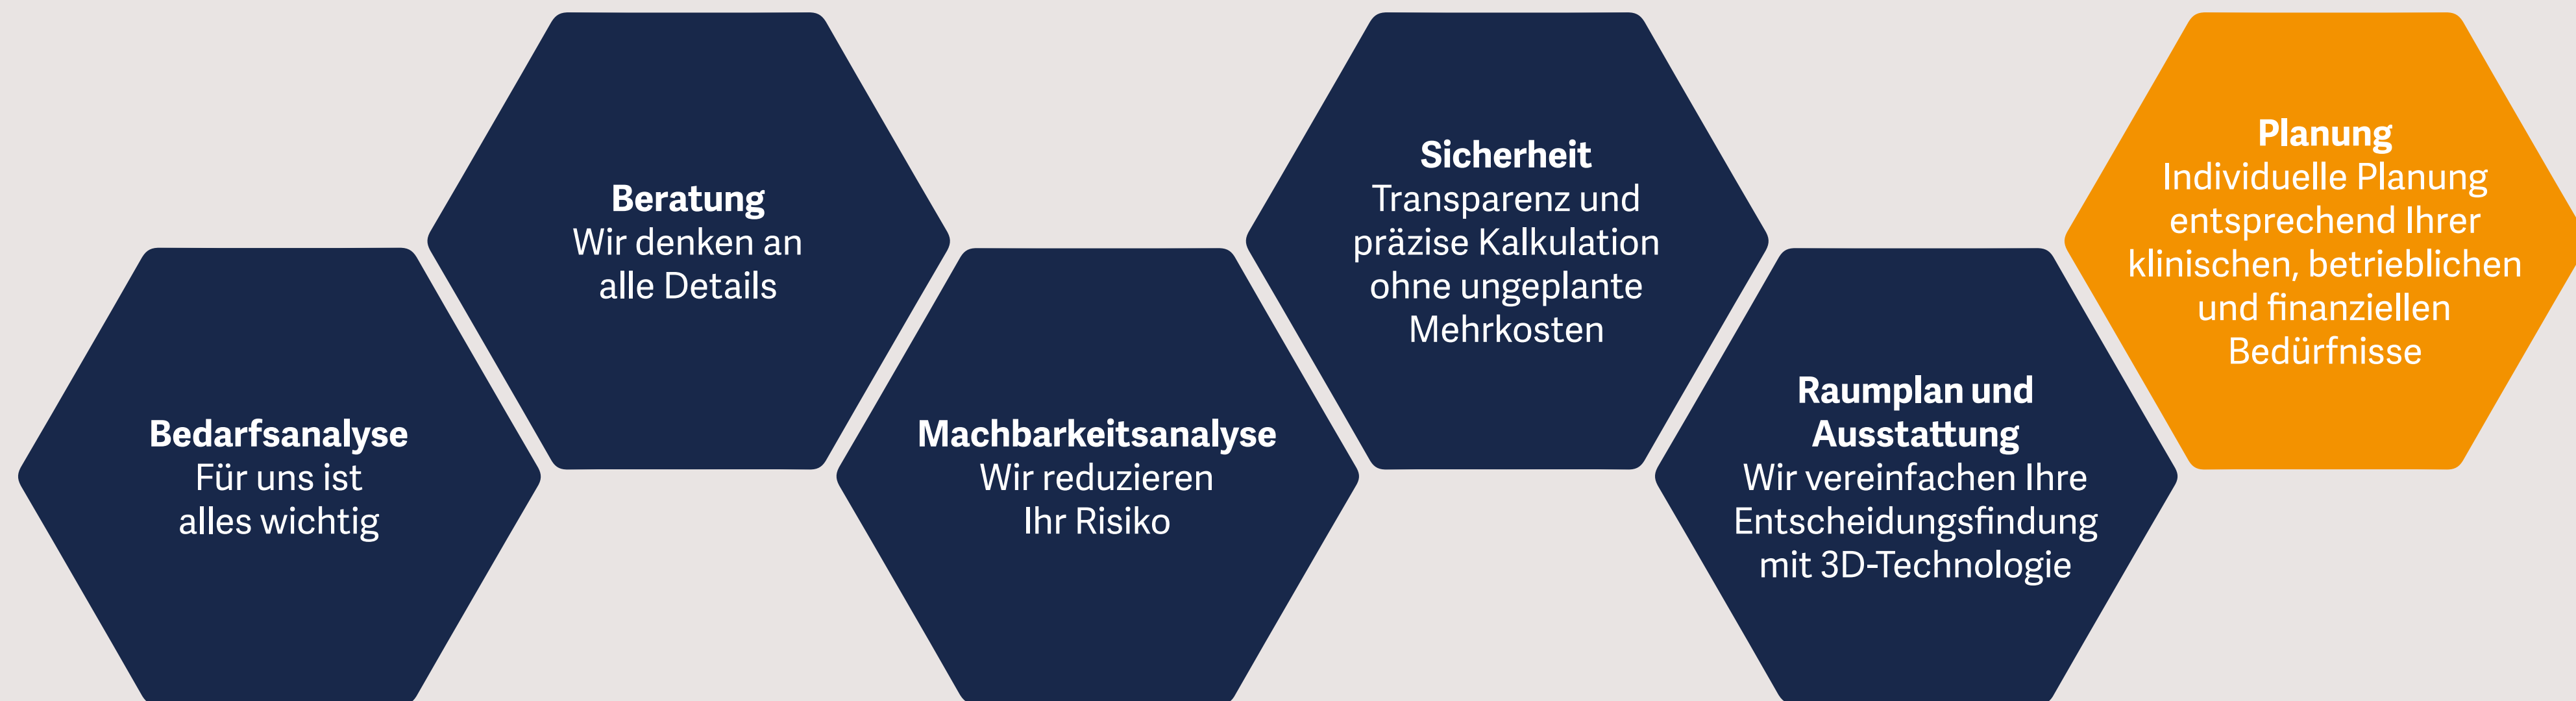 Bedarfsanalyse
Für uns ist
alles wichtig
Beratung
Wir denken an
alle Details
Machbarkeitsanalyse
Wir reduzieren
Ihr Risiko
Sicherheit
Transparenz und
präzise Kalkulation
ohne ungeplante
Mehrkosten
Raumplan und
Ausstattung
Wir vereinfachen Ihre
Entscheidungsfindung
mit 3D-Technologie
Planung
Individuelle Planung
entsprechend Ihrer
klinischen, betrieblichen
und finanziellen
Bedürfnisse